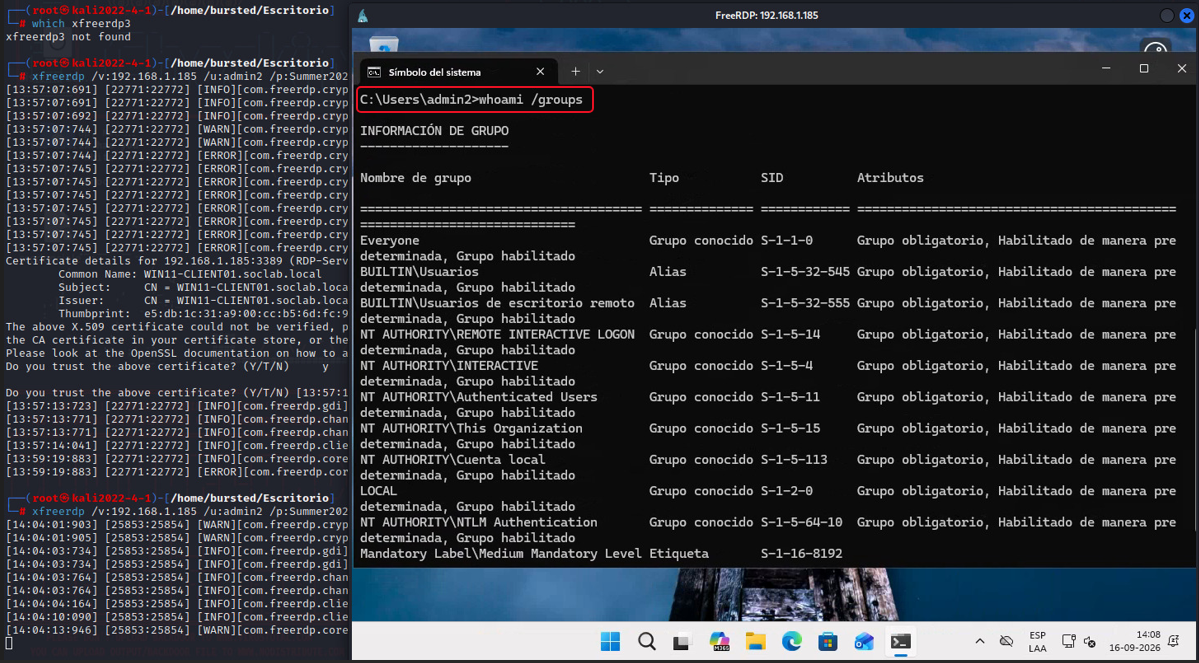 ┌──(root㉿kali2022-4-1)-[/home/bursted/Escritorio]
└─# which xfreerdp3
xfreerdp3 not found
┌──(root㉿kali2022-4-1)-[/home/bursted/Escritorio]
└─# xfreerdp /v:192.168.1.185 /u:admin2 /p:Summer202
[13:57:07:691] [22771:22772] [INFO][com.freerdp.cryp
[13:57:07:691] [22771:22772] [INFO][com.freerdp.cryp
[13:57:07:692] [22771:22772] [INFO][com.freerdp.cryp
[13:57:07:744] [22771:22772] [WARN][com.freerdp.cryp
[13:57:07:744] [22771:22772] [WARN][com.freerdp.cryp
[13:57:07:744] [22771:22772] [ERROR][com.freerdp.cry
[13:57:07:745] [22771:22772] [ERROR][com.freerdp.cry
[13:57:07:745] [22771:22772] [ERROR][com.freerdp.cry
[13:57:07:745] [22771:22772] [ERROR][com.freerdp.cry
[13:57:07:745] [22771:22772] [ERROR][com.freerdp.cry
[13:57:07:745] [22771:22772] [ERROR][com.freerdp.cry
[13:57:07:745] [22771:22772] [ERROR][com.freerdp.cry
[13:57:07:745] [22771:22772] [ERROR][com.freerdp.cry
Certificate details for 192.168.1.185:3389 (RDP-Serv
Common Name: WIN11-CLIENT01.soclab.local
Subject: CN = WIN11-CLIENT01.soclab.loca
Issuer: CN = WIN11-CLIENT01.soclab.loca
Thumbprint: e5:db:1c:31:a9:00:cc:b5:6d:fc:9
The above X.509 certificate could not be verified, p
the CA certificate in your certificate store, or the
Please look at the OpenSSL documentation on how to a
Do you trust the above certificate? (Y/T/N) y
Do you trust the above certificate? (Y/T/N) [13:57:1
[13:57:13:723] [22771:22772] [INFO][com.freerdp.gdi]
[13:57:13:771] [22771:22772] [INFO][com.freerdp.chan
[13:57:13:771] [22771:22772] [INFO][com.freerdp.chan
[13:57:14:041] [22771:22772] [INFO][com.freerdp.clie
[13:59:19:883] [22771:22772] [INFO][com.freerdp.core
[13:59:19:883] [22771:22772] [ERROR][com.freerdp.cor
┌──(root㉿kali2022-4-1)-[/home/bursted/Escritorio]
└─# xfreerdp /v:192.168.1.185 /u:admin2 /p:Summer202
[14:04:01:903] [25853:25854] [WARN][com.freerdp.cryp
[14:04:01:905] [25853:25854] [WARN][com.freerdp.cryp
[14:04:03:734] [25853:25854] [INFO][com.freerdp.gdi]
[14:04:03:734] [25853:25854] [INFO][com.freerdp.gdi]
[14:04:03:764] [25853:25854] [INFO][com.freerdp.chan
[14:04:03:764] [25853:25854] [INFO][com.freerdp.chan
[14:04:04:164] [25853:25854] [INFO][com.freerdp.clie
[14:04:10:090] [25853:25854] [INFO][com.freerdp.clie
[14:04:13:946] [25853:25854] [WARN][com.freerdp.core
FreeRDP: 192.168.1.185
Símbolo del sistema
C:\Users\admin2>whoami /groups
INFORMACIÓN DE GRUPO
--------------------
Nombre de grupo Tipo SID Atributos
====================================== ============== ============ ===========================================
=============================
Everyone Grupo conocido S-1-1-0 Grupo obligatorio, Habilitado de manera pre
determinada, Grupo habilitado
BUILTIN\Usuarios Alias S-1-5-32-545 Grupo obligatorio, Habilitado de manera pre
determinada, Grupo habilitado
BUILTIN\Usuarios de escritorio remoto Alias S-1-5-32-555 Grupo obligatorio, Habilitado de manera pre
determinada, Grupo habilitado
NT AUTHORITY\REMOTE INTERACTIVE LOGON Grupo conocido S-1-5-14 Grupo obligatorio, Habilitado de manera pre
determinada, Grupo habilitado
NT AUTHORITY\INTERACTIVE Grupo conocido S-1-5-4 Grupo obligatorio, Habilitado de manera pre
determinada, Grupo habilitado
NT AUTHORITY\Authenticated Users Grupo conocido S-1-5-11 Grupo obligatorio, Habilitado de manera pre
determinada, Grupo habilitado
NT AUTHORITY\This Organization Grupo conocido S-1-5-15 Grupo obligatorio, Habilitado de manera pre
determinada, Grupo habilitado
NT AUTHORITY\Cuenta local Grupo conocido S-1-5-113 Grupo obligatorio, Habilitado de manera pre
determinada, Grupo habilitado
LOCAL Grupo conocido S-1-2-0 Grupo obligatorio, Habilitado de manera pre
determinada, Grupo habilitado
NT AUTHORITY\NTLM Authentication Grupo conocido S-1-5-64-10 Grupo obligatorio, Habilitado de manera pre
determinada, Grupo habilitado
Mandatory Label\Medium Mandatory Level Etiqueta S-1-16-8192
M365
ESP
LAA
14:08
16-09-2026